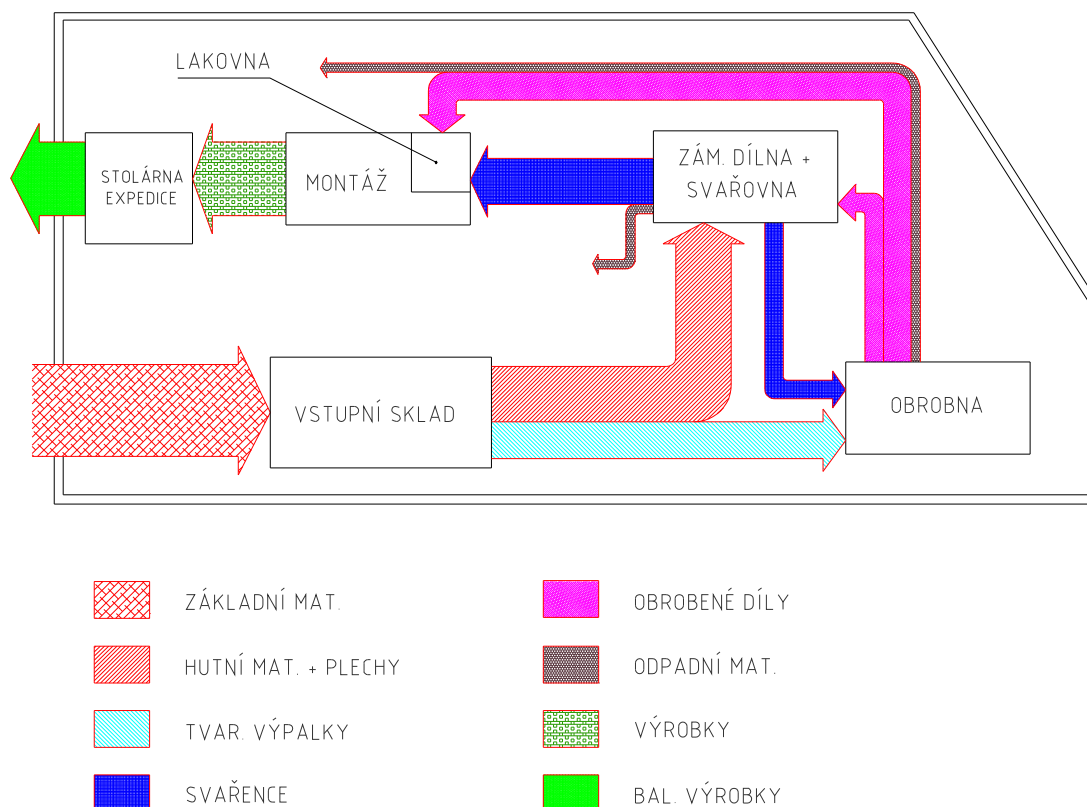 LAKOVNA
STOLÁRNA
EXPEDICE
MONTÁŽ
ZÁM. DÍLNA +
SVAŘOVNA
VSTUPNÍ SKLAD
OBROBNA
ZÁKLADNÍ MAT.
HUTNÍ MAT. + PLECHY
TVAR. VÝPALKY
SVAŘENCE
OBROBENÉ DÍLY
ODPADNÍ MAT.
VÝROBKY
BAL. VÝROBKY